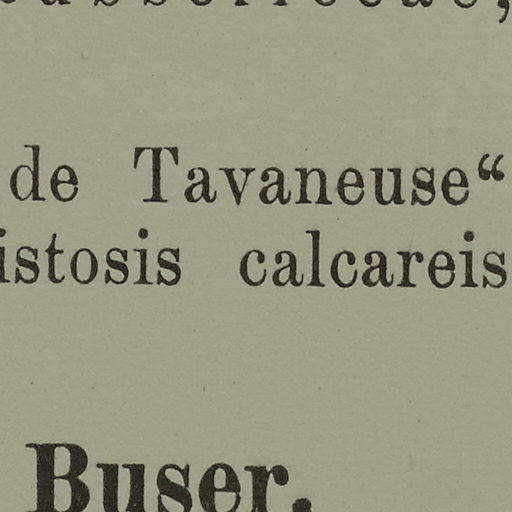 de Tavaneuse“
istosis calcareis
Buser.